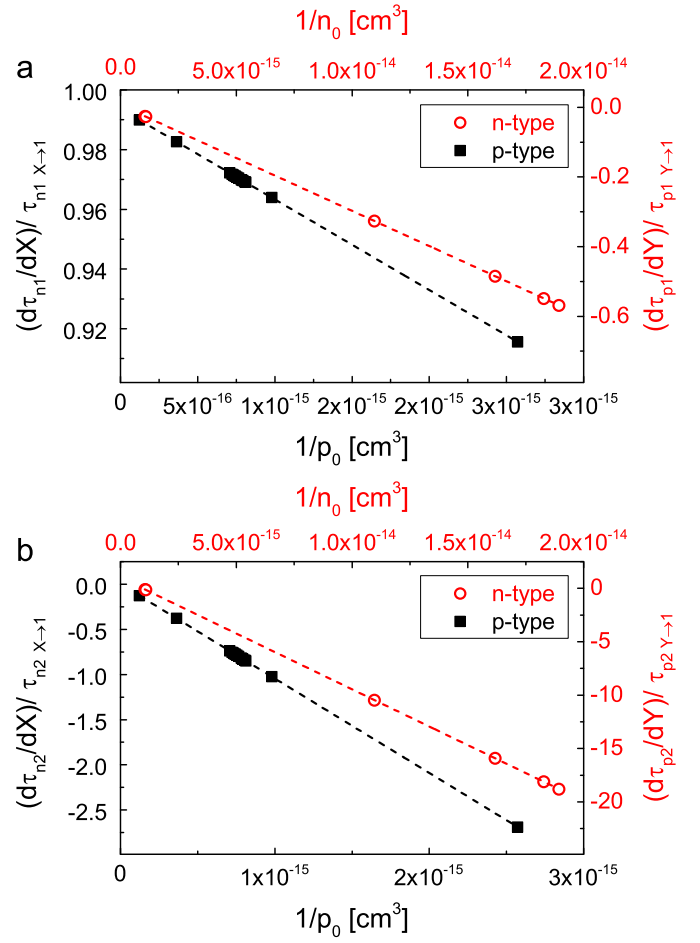 1/n₀ [cm³]
a
0.0 5.0x10⁻¹⁵ 1.0x10⁻¹⁴ 1.5x10⁻¹⁴ 2.0x10⁻¹⁴
1.00
0.98
0.96
0.94
0.92
(dτn1/dX)/ τn1 X→1
n-type
p-type
0.0
-0.2
-0.4
-0.6
(dτp1/dY)/ τp1 Y→1
0 5x10⁻¹⁶ 1x10⁻¹⁵ 2x10⁻¹⁵ 2x10⁻¹⁵ 3x10⁻¹⁵ 3x10⁻¹⁵
1/p₀ [cm³]
1/n₀ [cm³]
b
0.0 5.0x10⁻¹⁵ 1.0x10⁻¹⁴ 1.5x10⁻¹⁴ 2.0x10⁻¹⁴
0.0
-0.5
-1.0
-1.5
-2.0
-2.5
(dτn2/dX)/ τn2 X→1
n-type
p-type
0
-5
-10
-15
-20
(dτp2/dY)/ τp2 Y→1
0 1x10⁻¹⁵ 2x10⁻¹⁵ 3x10⁻¹⁵
1/p₀ [cm³]